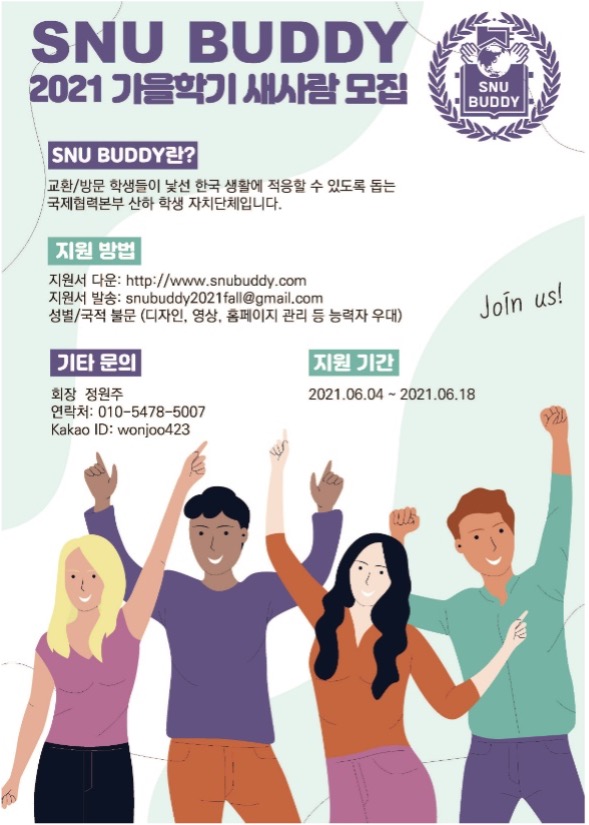 SNU BUDDY
2021 가을학기 새사람 모집
SNU
BUDDY
SNU BUDDY란?
교환/방문 학생들이 낯선 한국 생활에 적응할 수 있도록 돕는
국제협력본부 산하 학생 자치단체입니다.
지원 방법
지원서 다운: http://www.snubuddy.com
지원서 발송: snubuddy2021fall@gmail.com
성별/국적 불문 (디자인, 영상, 홈페이지 관리 등 능력자 우대)
Join us!
기타 문의
회장 정원주
연락처: 010-5478-5007
Kakao ID: wonjoo423
지원 기간
2021.06.04 ~ 2021.06.18